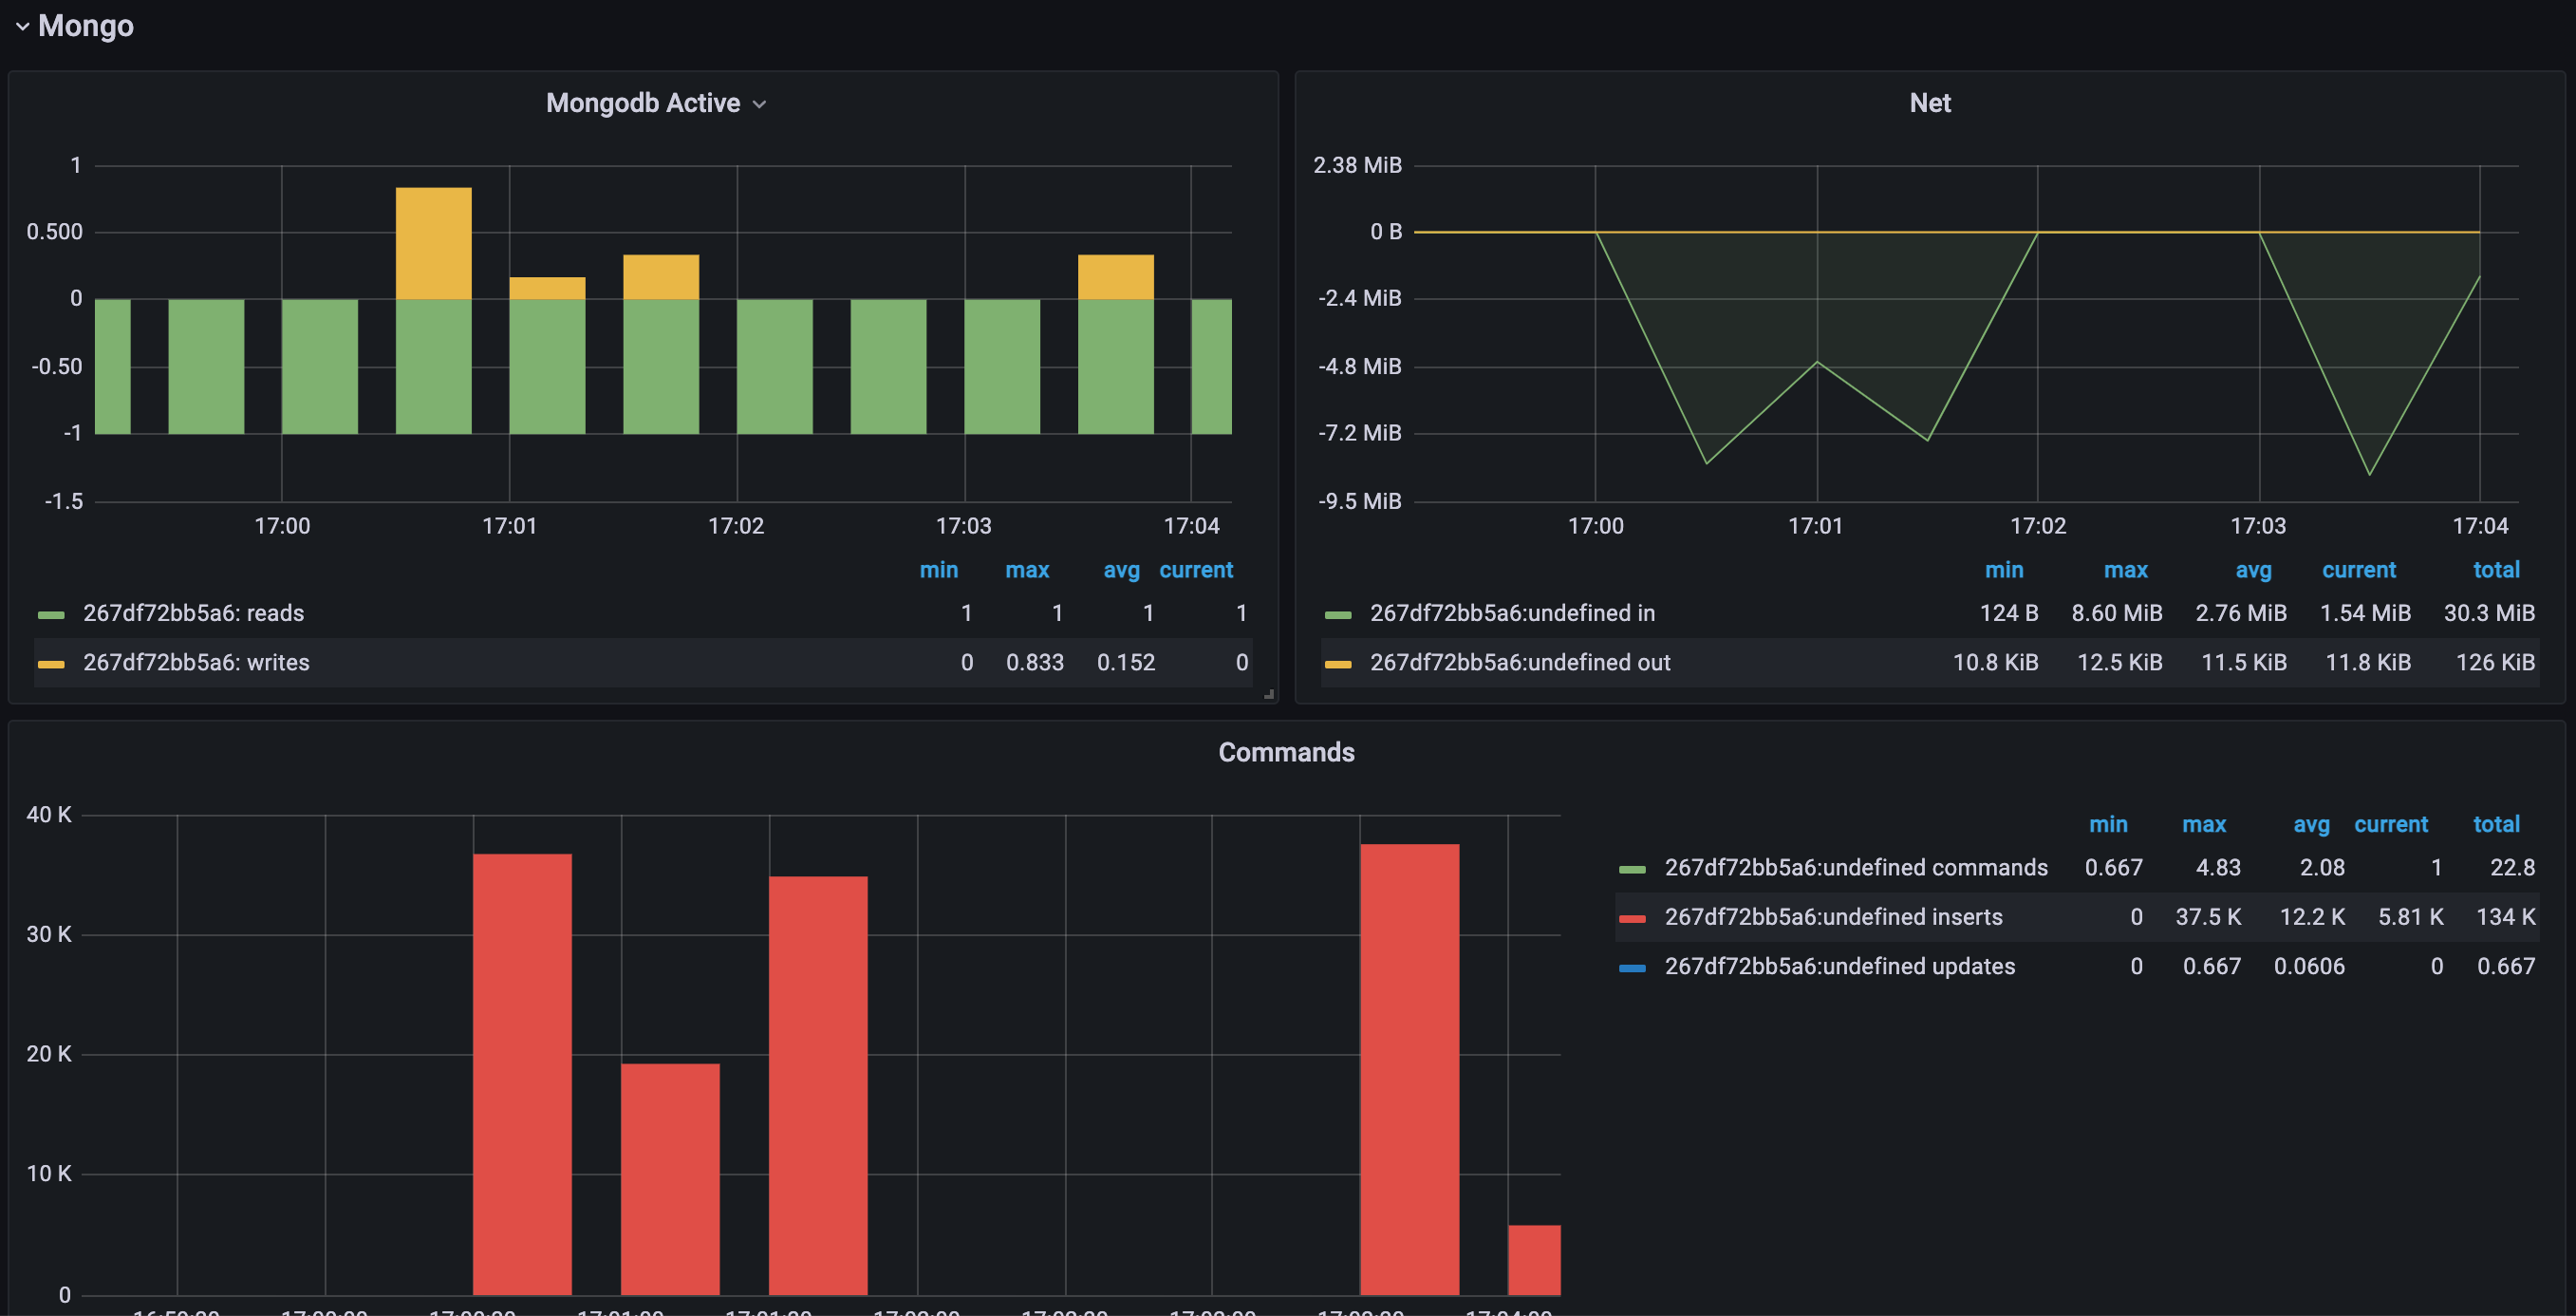 Mongo
Mongodb Active
1
0.500
0
-0.50
-1
-1.5
17:00 17:01 17:02 17:03 17:04
min max avg current
267df72bb5a6: reads 1 1 1 1
267df72bb5a6: writes 0 0.833 0.152 0
Net
2.38 MiB
0 B
-2.4 MiB
-4.8 MiB
-7.2 MiB
-9.5 MiB
17:00 17:01 17:02 17:03 17:04
min max avg current total
267df72bb5a6:undefined in 124 B 8.60 MiB 2.76 MiB 1.54 MiB 30.3 MiB
267df72bb5a6:undefined out 10.8 KiB 12.5 KiB 11.5 KiB 11.8 KiB 126 KiB
Commands
40 K
30 K
20 K
10 K
0
min max avg current total
267df72bb5a6:undefined commands 0.667 4.83 2.08 1 22.8
267df72bb5a6:undefined inserts 0 37.5 K 12.2 K 5.81 K 134 K
267df72bb5a6:undefined updates 0 0.667 0.0606 0 0.667